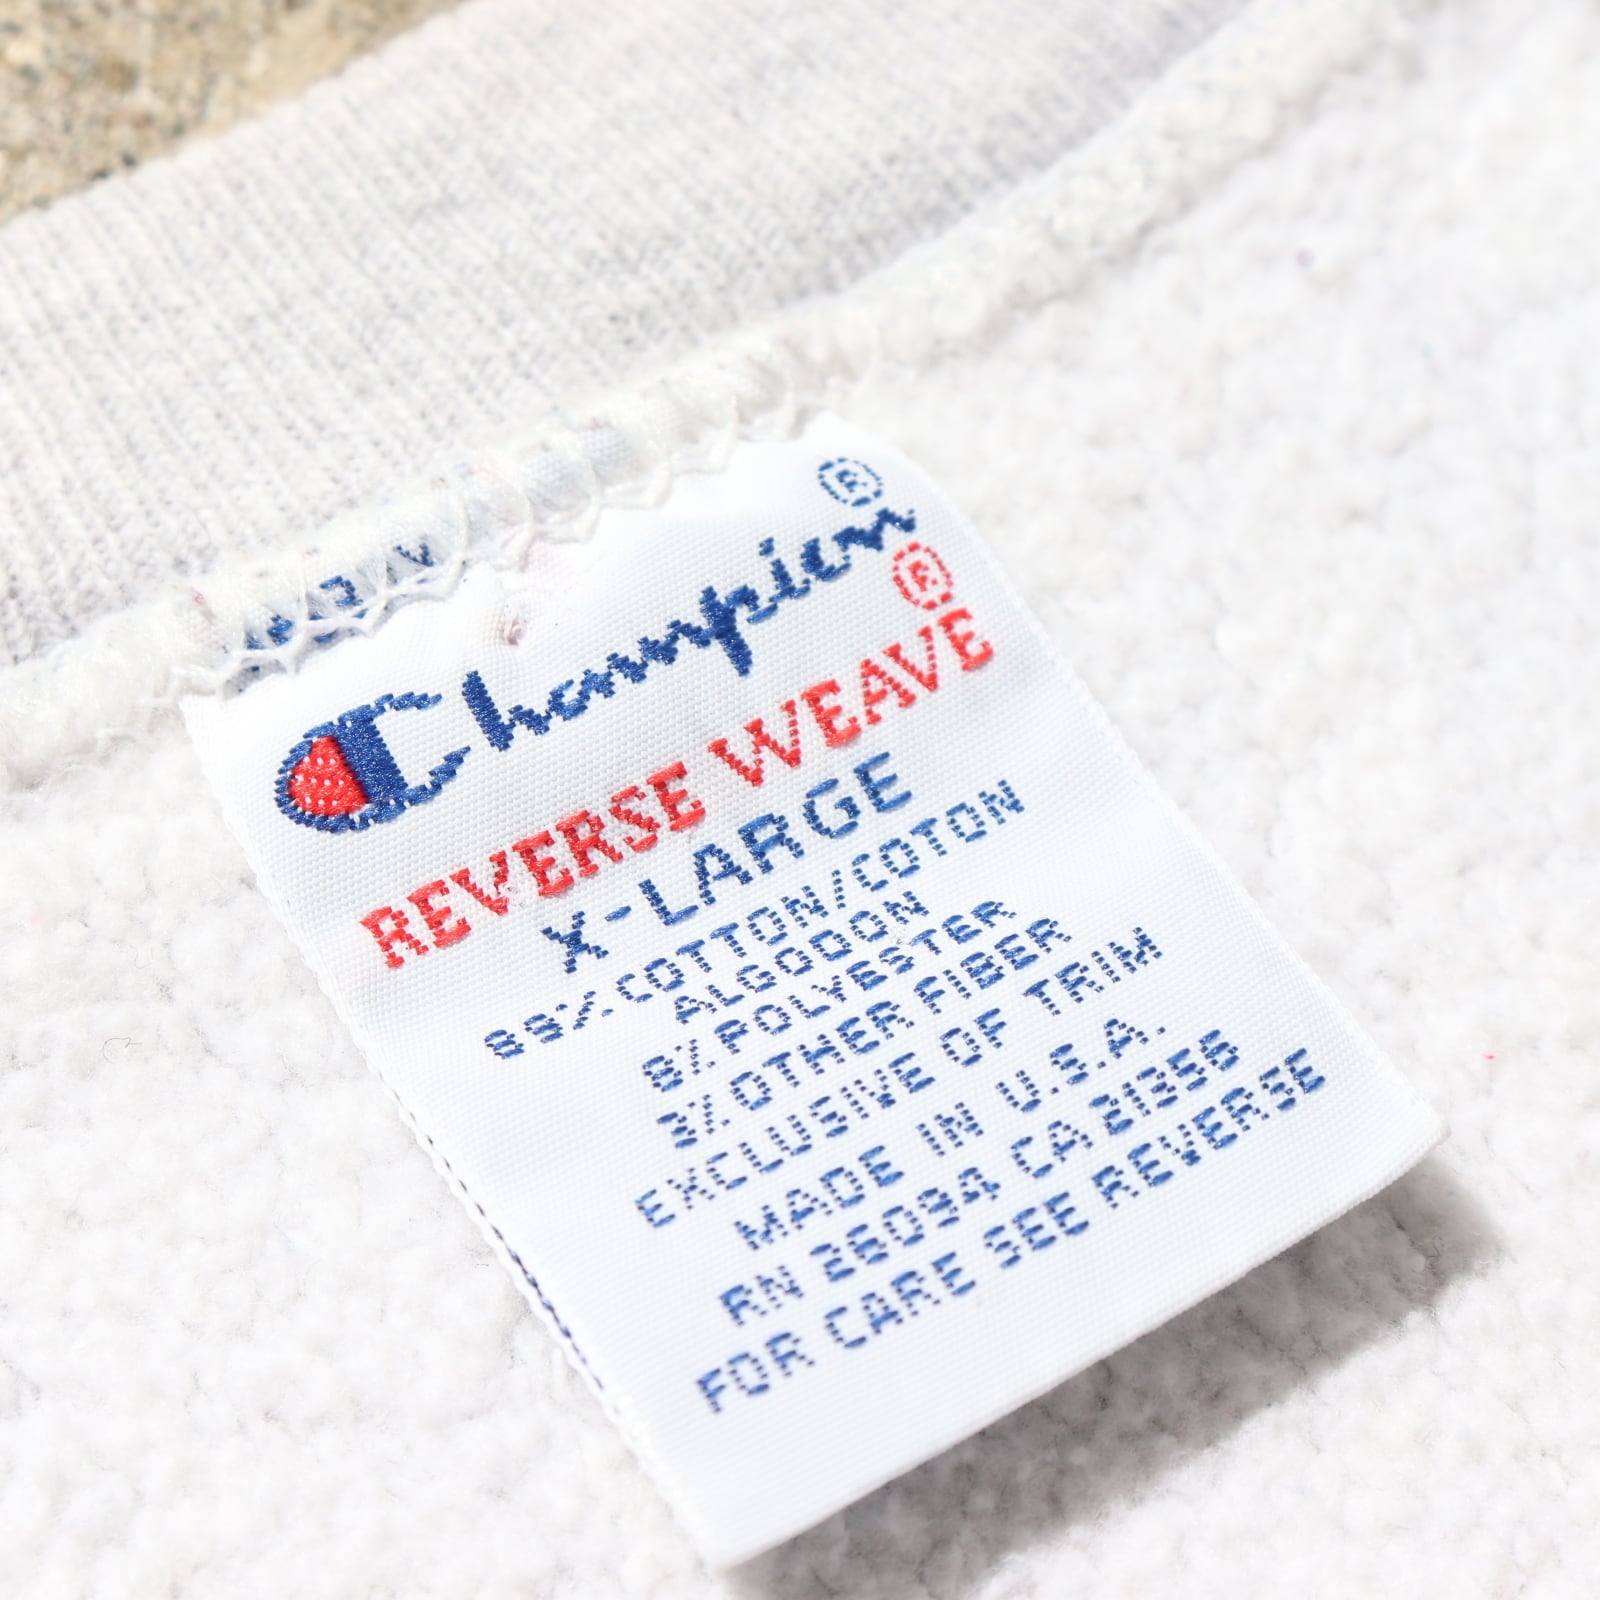 Champion®
REVERSE WEAVE®
X-LARGE
89% COTTON/COTON
ALGODON
8% POLYESTER
OTHER FIBER
EXCLUSIVE OF TRIM
MADE IN U.S.A.
RN 26094 CA 21356
FOR CARE SEE REVERSE